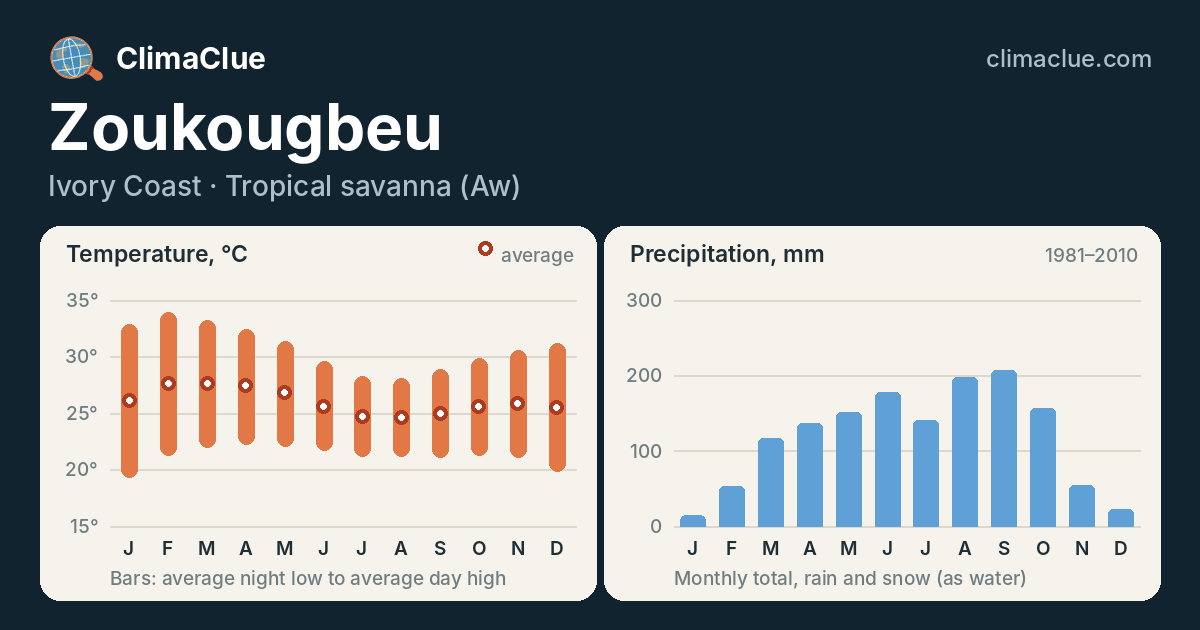 ClimaClue
climaclue.com
Zoukougbeu
Ivory Coast · Tropical savanna (Aw)
Temperature, °C
average
35°
30°
25°
20°
15°
J F M A M J J A S O N D
Bars: average night low to average day high
Precipitation, mm
1981–2010
300
200
100
0
J F M A M J J A S O N D
Monthly total, rain and snow (as water)